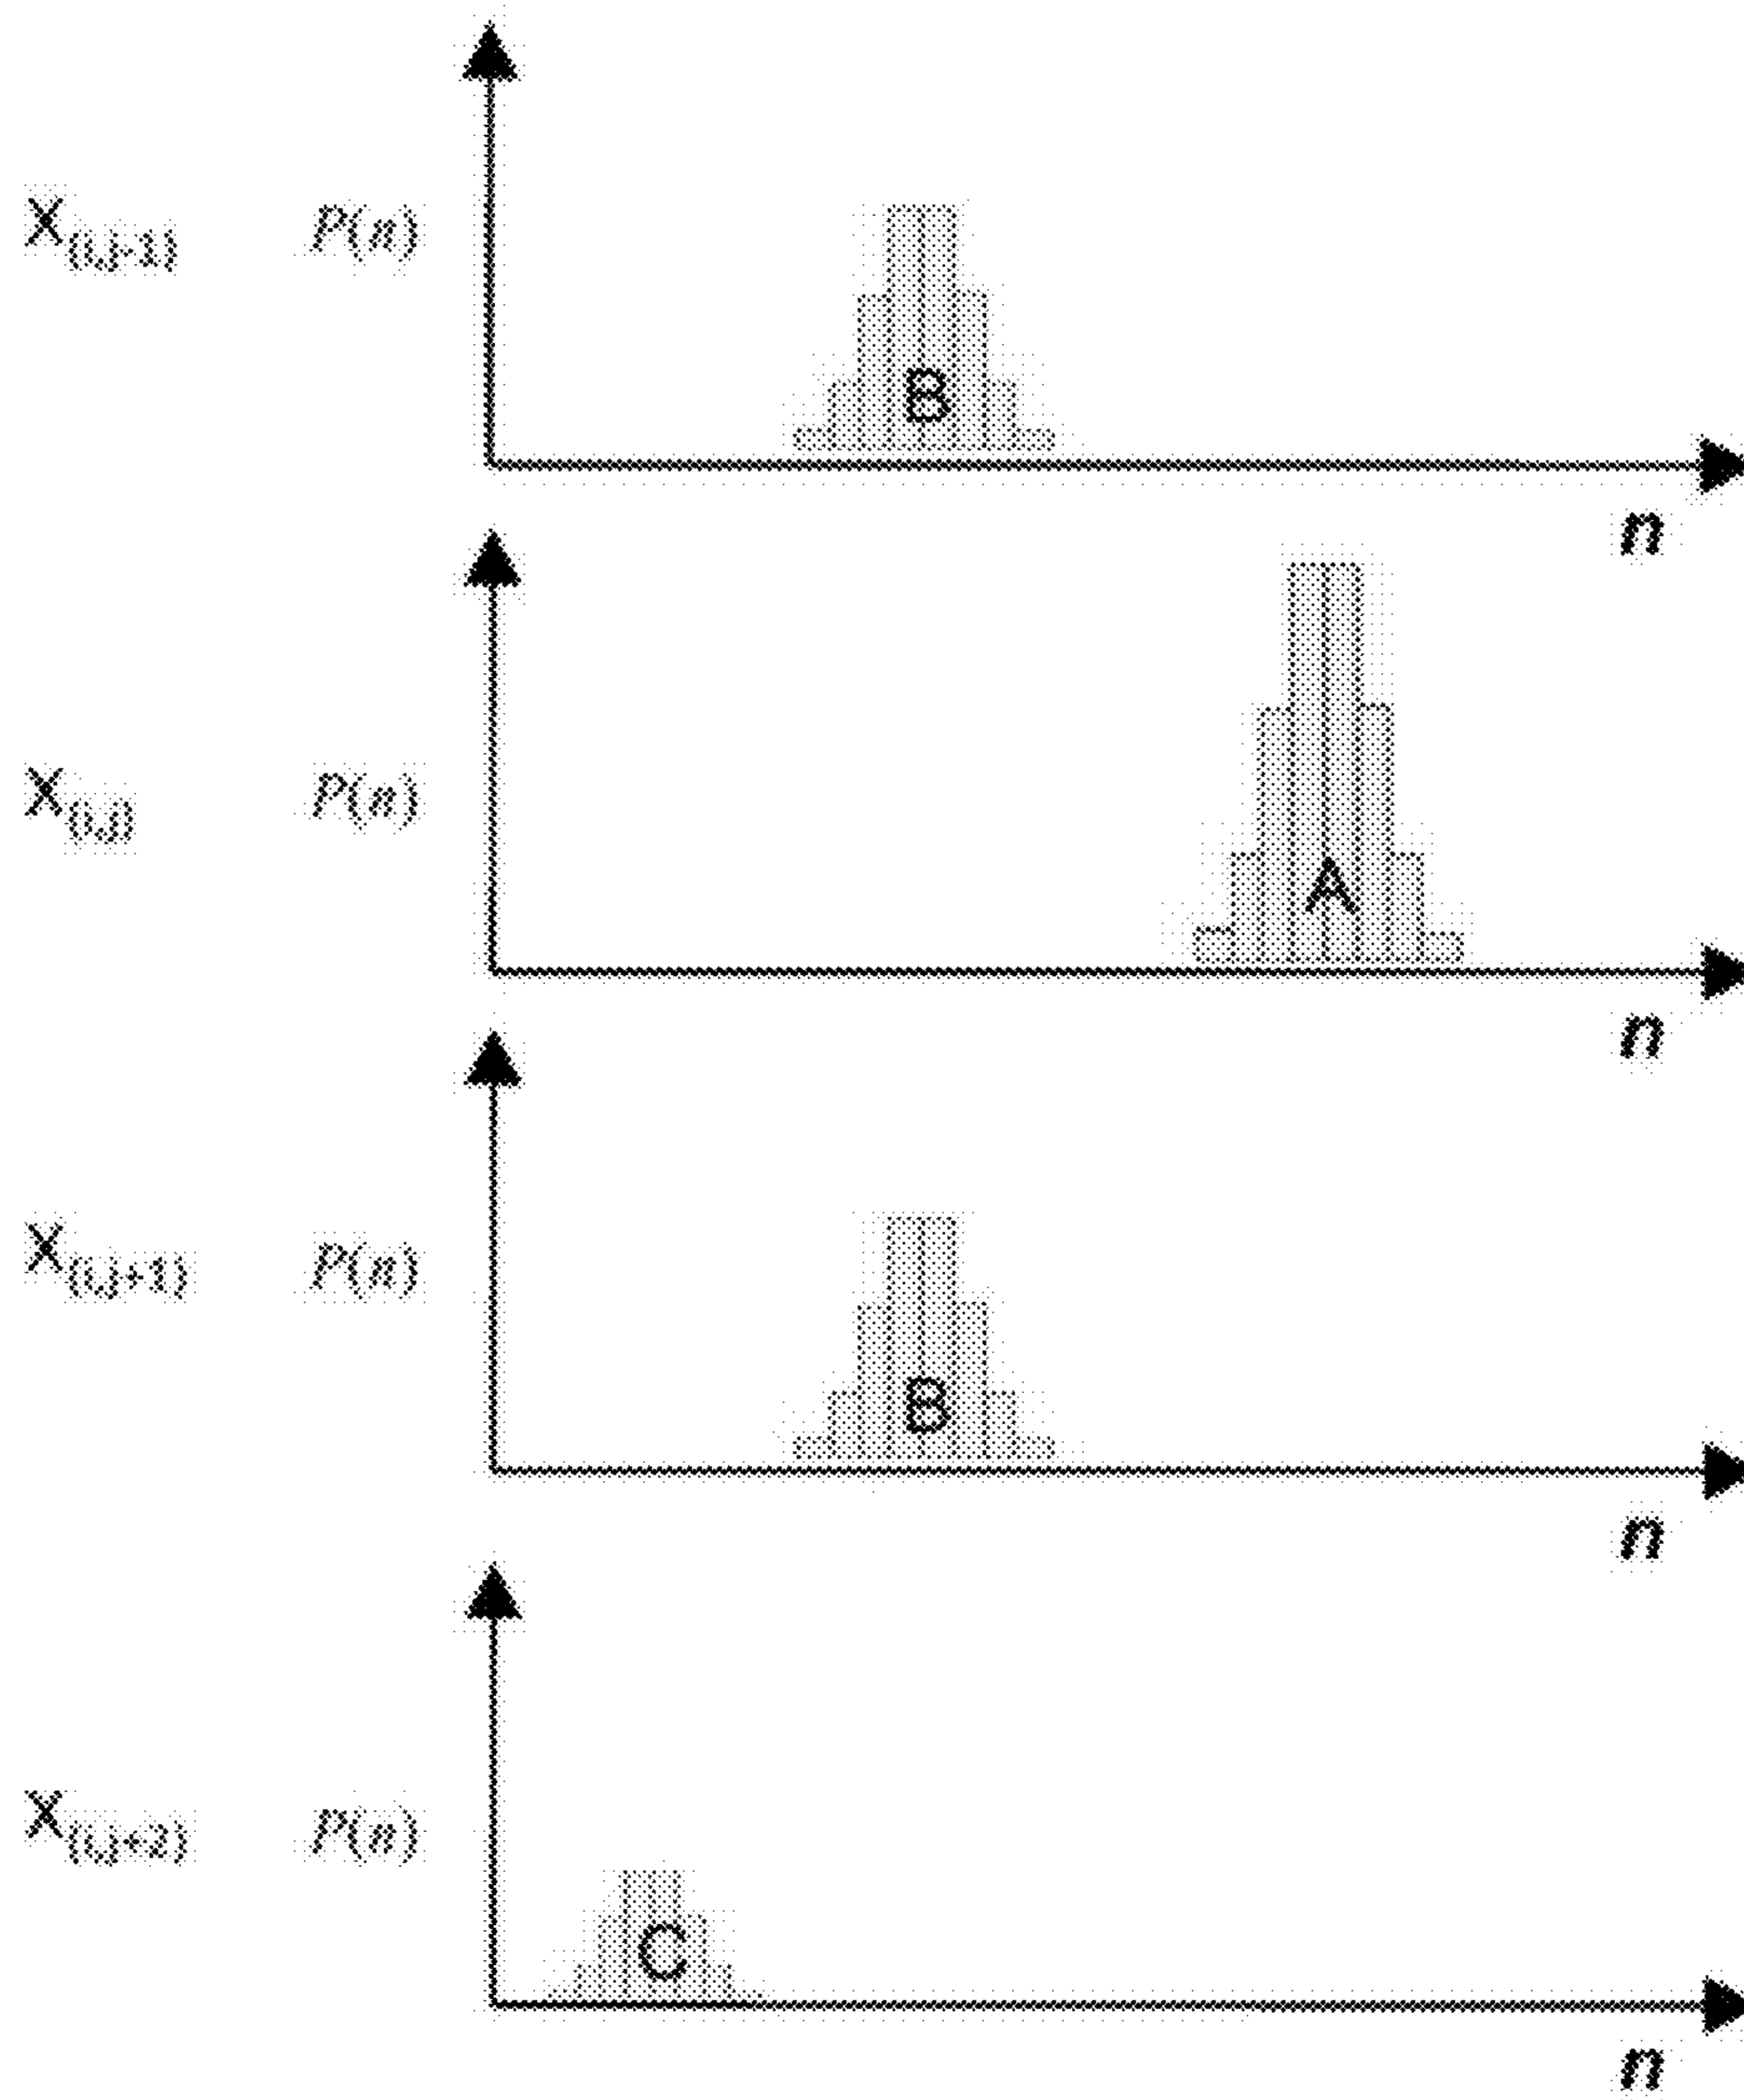 X(i,j-1) P(n)
B
n
X(i,j) P(n)
A
n
X(i,j+1) P(n)
B
n
X(i,j+2) P(n)
C
n